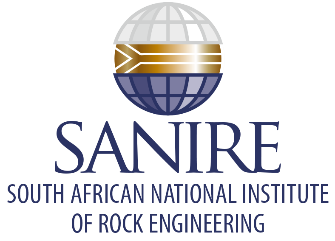 SANIRE
SOUTH AFRICAN NATIONAL INSTITUTE
OF ROCK ENGINEERING